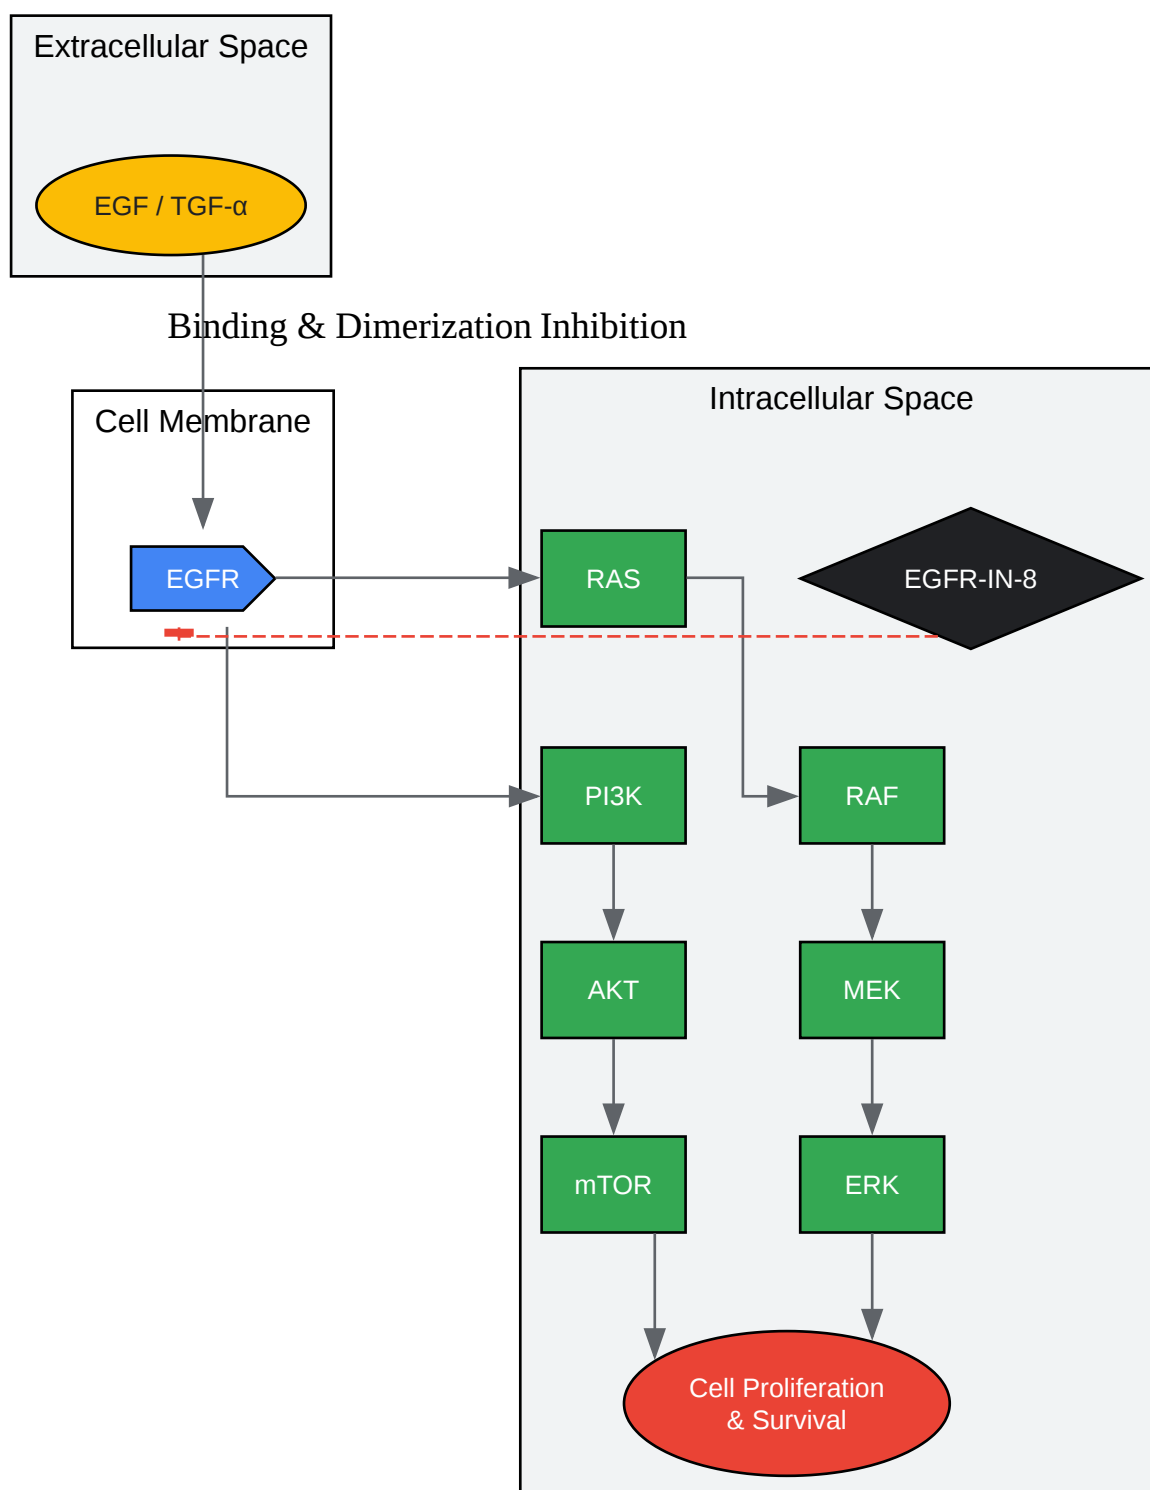 Extracellular Space
EGF / TGF-α
Binding & Dimerization Inhibition
Cell Membrane
Intracellular Space
EGFR
RAS
EGFR-IN-8
PI3K
RAF
AKT
MEK
mTOR
ERK
Cell Proliferation
& Survival